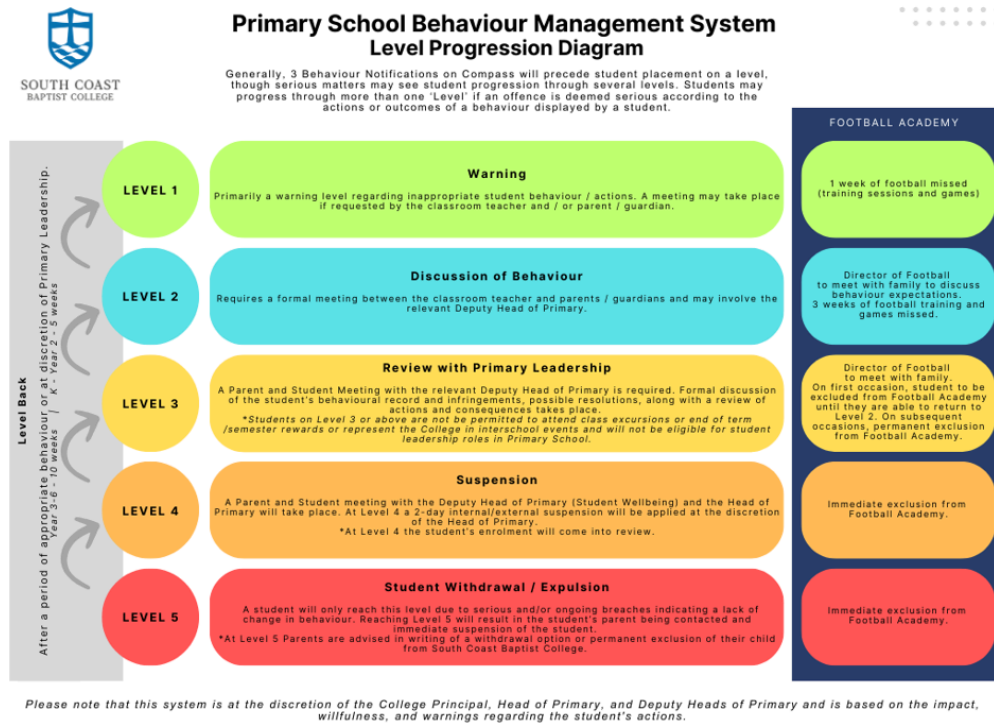 SOUTH COAST
BAPTIST COLLEGE
Primary School Behaviour Management System
Level Progression Diagram
Generally, 3 Behaviour Notifications on Compass will precede student placement on a level,
though serious matters may see student progression through several levels. Students may
progress through more than one 'Level' if an offence is deemed serious according to the
actions or outcomes of a behaviour displayed by a student.
FOOTBALL ACADEMY
Level Back
After a period of appropriate behaviour, or at discretion of Primary Leadership.
Year 3-6 - 10 weeks | K - Year 2 - 5 weeks
LEVEL 1
Warning
Primarily a warning level regarding inappropriate student behaviour / actions. A meeting may take place
if requested by the classroom teacher and / or parent / guardian.
1 week of football missed
(training sessions and games)
LEVEL 2
Discussion of Behaviour
Requires a formal meeting between the classroom teacher and parents / guardians and may involve the
relevant Deputy Head of Primary.
Director of Football
to meet with family to discuss
behaviour expectations.
3 weeks of football training and
games missed.
LEVEL 3
Review with Primary Leadership
A Parent and Student Meeting with the relevant Deputy Head of Primary is required. Formal discussion
of the student's behavioural record and infringements, possible resolutions, along with a review of
actions and consequences takes place.
*Students on Level 3 or above are not permitted to attend class excursions or end of term
/semester rewards or represent the College in interschool events and will not be eligible for student
leadership roles in Primary School.
Director of Football
to meet with family.
On first occasion, student to be
excluded from Football Academy
until they are able to return to
Level 2. On subsequent
occasions, permanent exclusion
from Football Academy.
LEVEL 4
Suspension
A Parent and Student meeting with the Deputy Head of Primary (Student Wellbeing) and the Head of
Primary will take place. At Level 4 a 2-day internal/external suspension will be applied at the discretion
of the Head of Primary.
*At Level 4 the student's enrolment will come into review.
Immediate exclusion from
Football Academy.
LEVEL 5
Student Withdrawal / Expulsion
A student will only reach this level due to serious and/or ongoing breaches indicating a lack of
change in behaviour. Reaching Level 5 will result in the student's parent being contacted and
immediate suspension of the student.
*At Level 5 Parents are advised in writing of a withdrawal option or permanent exclusion of their child
from South Coast Baptist College.
Immediate exclusion from
Football Academy.
Please note that this system is at the discretion of the College Principal, Head of Primary, and Deputy Heads of Primary and is based on the impact,
willfulness, and warnings regarding the student's actions.